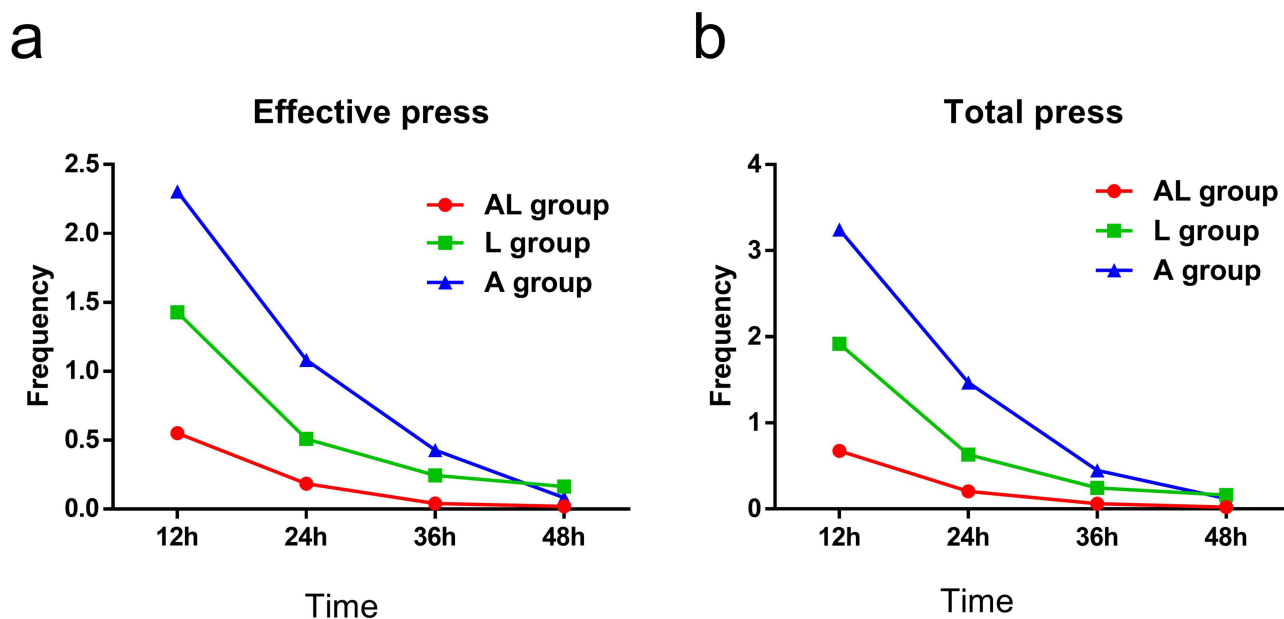 a
Effective press
Frequency
2.5
2.0
1.5
1.0
0.5
0.0
12h 24h 36h 48h
Time
AL group
L group
A group
b
Total press
Frequency
4
3
2
1
0
12h 24h 36h 48h
Time
AL group
L group
A group